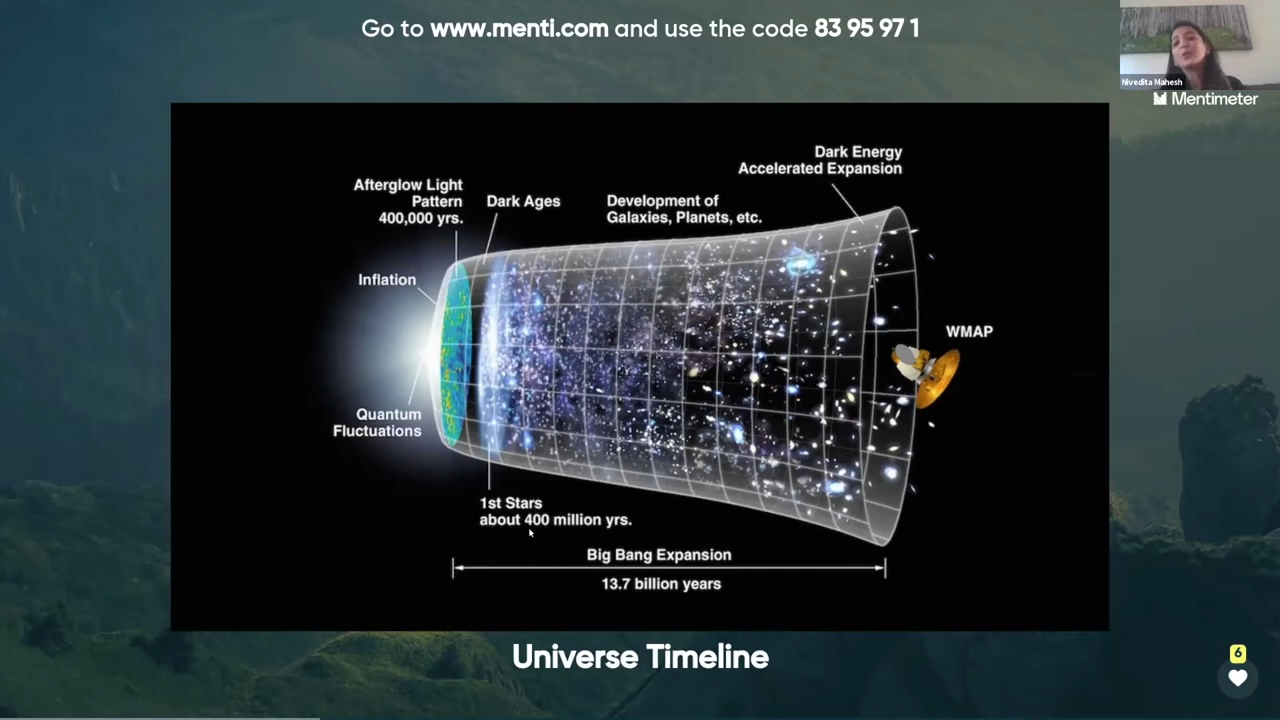 Go to www.menti.com and use the code 83 95 97 1
Nivedita Mahesh
Mentimeter
Dark Energy
Accelerated Expansion
Afterglow Light
Pattern
400,000 yrs.
Dark Ages
Development of
Galaxies, Planets, etc.
Inflation
WMAP
Quantum
Fluctuations
1st Stars
about 400 million yrs.
Big Bang Expansion
13.7 billion years
Universe Timeline
6